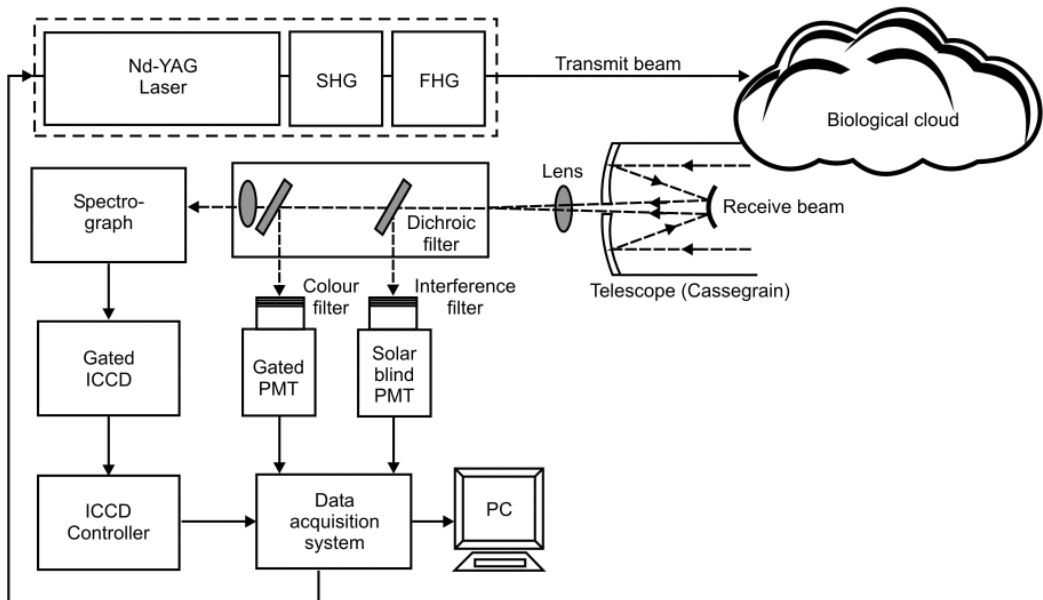 Nd-YAG
Laser
SHG
FHG
Transmit beam
Biological cloud
Spectro-
graph
Dichroic
filter
Lens
Receive beam
Telescope (Cassegrain)
Colour
filter
Interference
filter
Gated
ICCD
Gated
PMT
Solar
blind
PMT
ICCD
Controller
Data
acquisition
system
PC